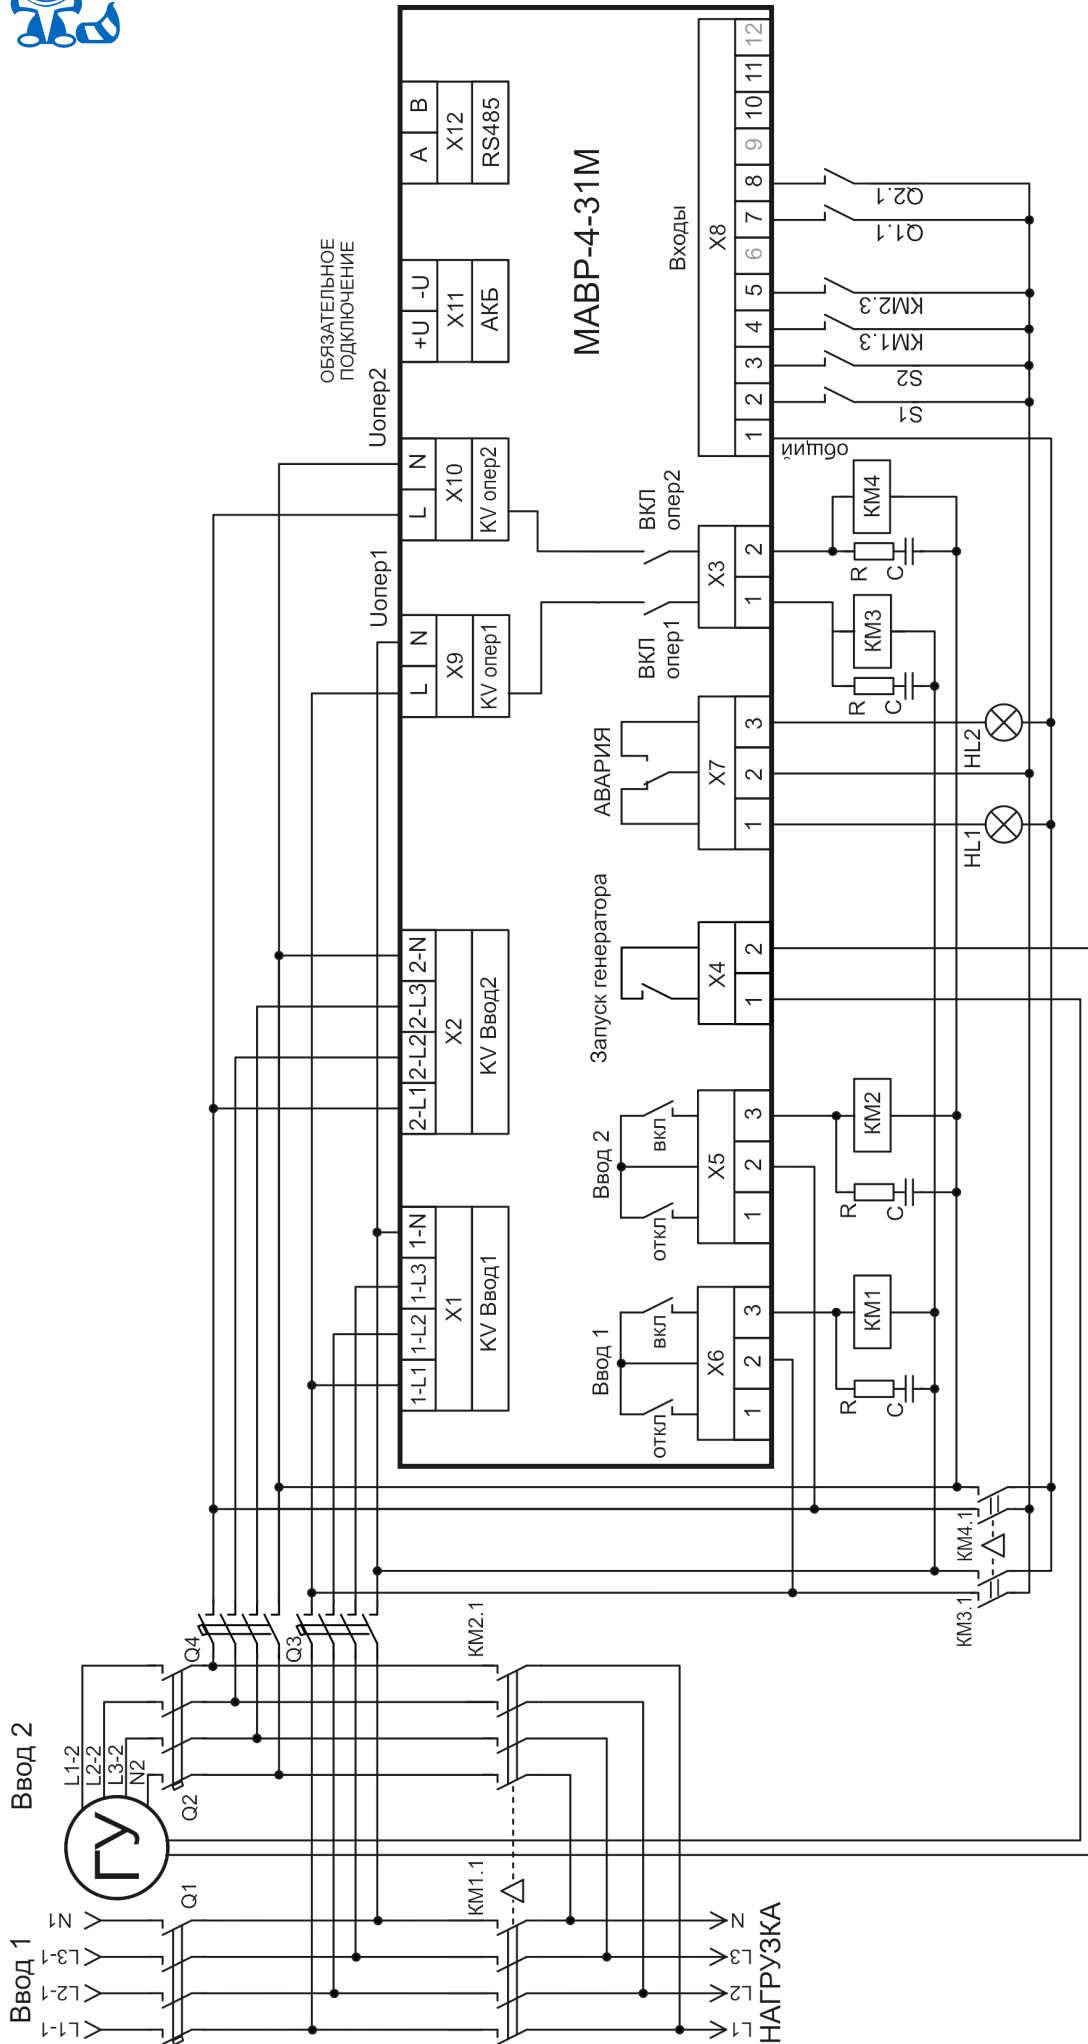 A B
X12
RS485
ОБЯЗАТЕЛЬНОЕ
ПОДКЛЮЧЕНИЕ
+U -U
X11
АКБ
МАВР-4-31М
Uопер2
L N
X10
KV опер2
Uопер1
L N
X9
KV опер1
2-L1 2-L2 2-L3 2-N
X2
KV Ввод2
1-L1 1-L2 1-L3 1-N
X1
KV Ввод1
Входы
X8
1 2 3 4 5 6 7 8 9 10 11 12
общий
S1
S2
КМ1.3
КМ2.3
Q1.1
Q2.1
ВКЛ
опер2
ВКЛ
опер1
X3
1 2
R
C
КМ4
R
C
КМ3
АВАРИЯ
X7
1 2 3
HL1
HL2
Запуск генератора
X4
1 2
Ввод 2
откл
вкл
X5
1 2 3
R
C
КМ2
Ввод 1
откл
вкл
X6
1 2 3
R
C
КМ1
КМ3.1
КМ4.1
Q4
Q3
КМ2.1
КМ1.1
Ввод 2
L1-2
L2-2
L3-2
N2
ГУ
Q2
Q1
Ввод 1
N1
L3-1
L2-1
L1-1
N
L3
L2
L1
НАГРУЗКА